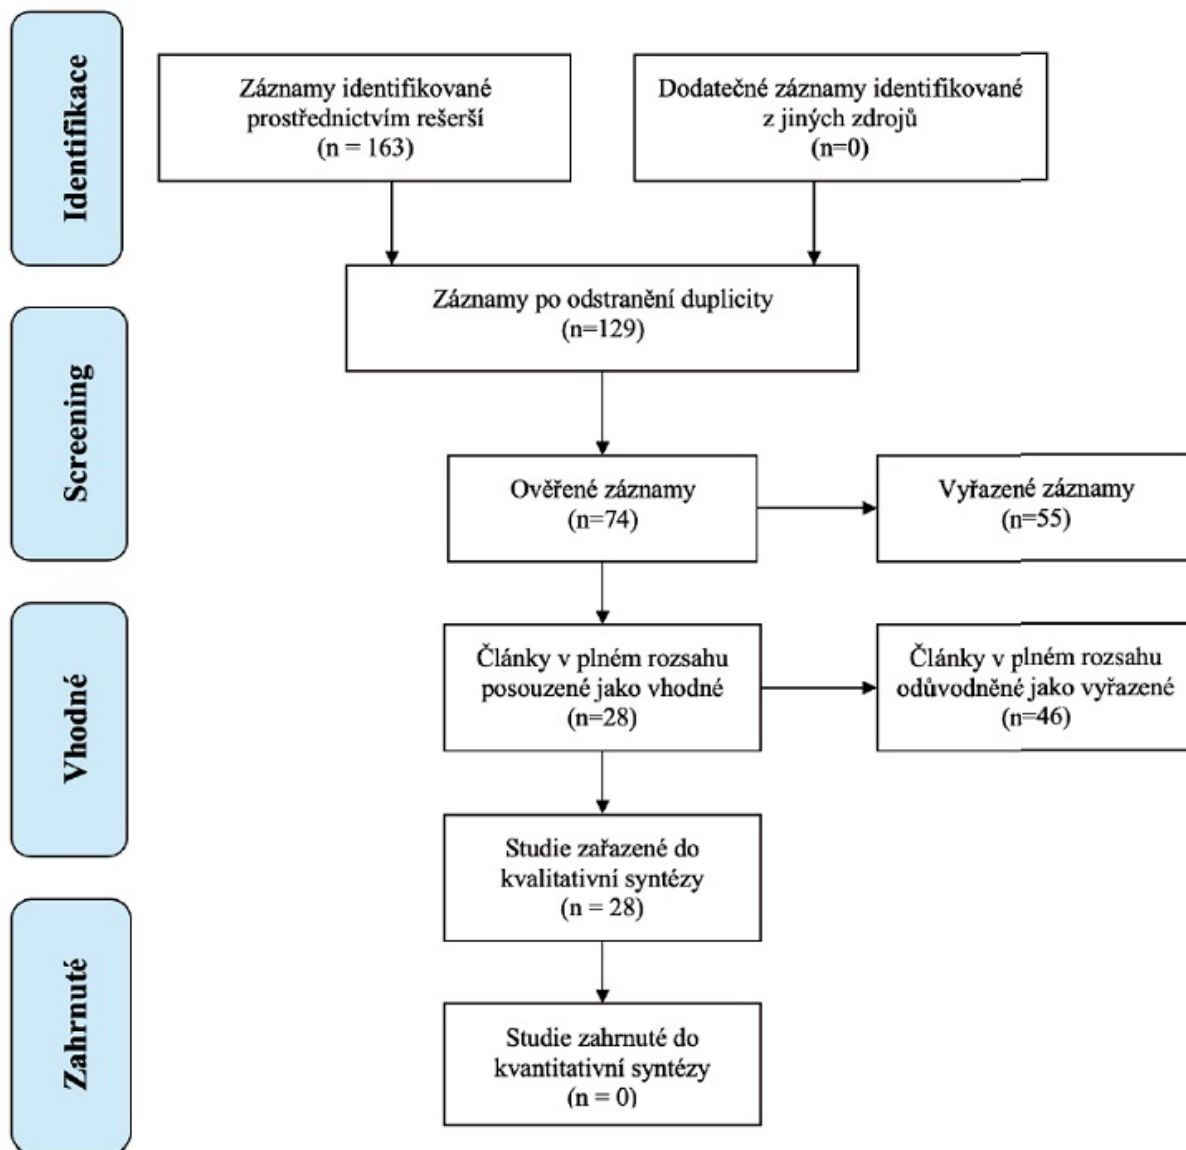 Identifikace
Záznamy identifikované
prostřednictvím rešerší
(n = 163)
Dodatečné záznamy identifikované
z jiných zdrojů
(n=0)
Záznamy po odstranění duplicity
(n=129)
Screening
Ověřené záznamy
(n=74)
Vyřazené záznamy
(n=55)
Vhodné
Články v plném rozsahu
posouzené jako vhodné
(n=28)
Články v plném rozsahu
odůvodněné jako vyřazené
(n=46)
Studie zařazené do
kvalitativní syntézy
(n = 28)
Zahrnuté
Studie zahrnuté do
kvantitativní syntézy
(n = 0)